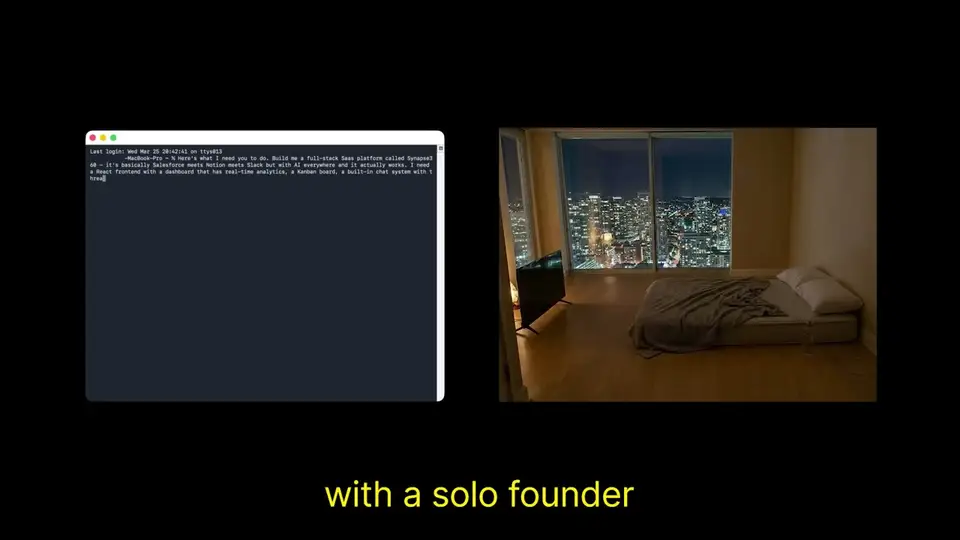 Last login: Wed Mar 25 20:42:41 on ttys013
-MacBook-Pro ~ % Here's what I need you to do. Build me a full-stack SaaS platform called Synapse3
60 – it's basically Salesforce meets Notion meets Slack but with AI everywhere and it actually works. I need
a React frontend with a dashboard that has real-time analytics, a Kanban board, a built-in chat system with t
hrea
with a solo founder